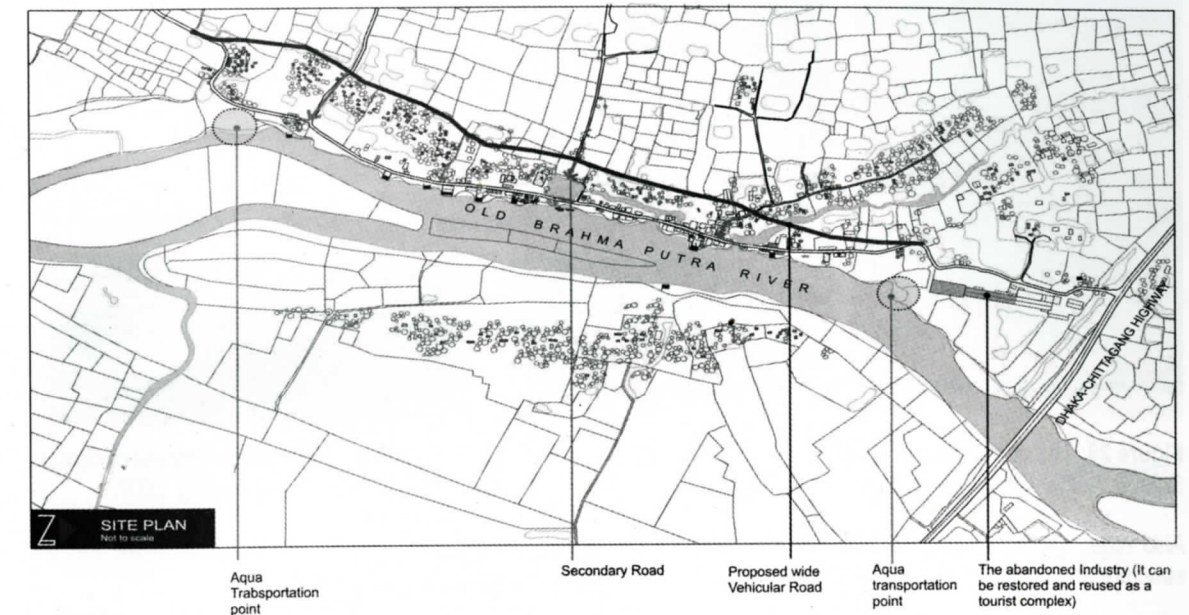 OLD BRAHMA PUTRA RIVER
DHAKA-CHITTAGANG HIGHWAY
SITE PLAN
Not to scale
Aqua
Trabsportation
point
Secondary Road
Proposed wide
Vehicular Road
Aqua
transportation
point
The abandoned Industry (It can
be restored and reused as a
tourist complex)